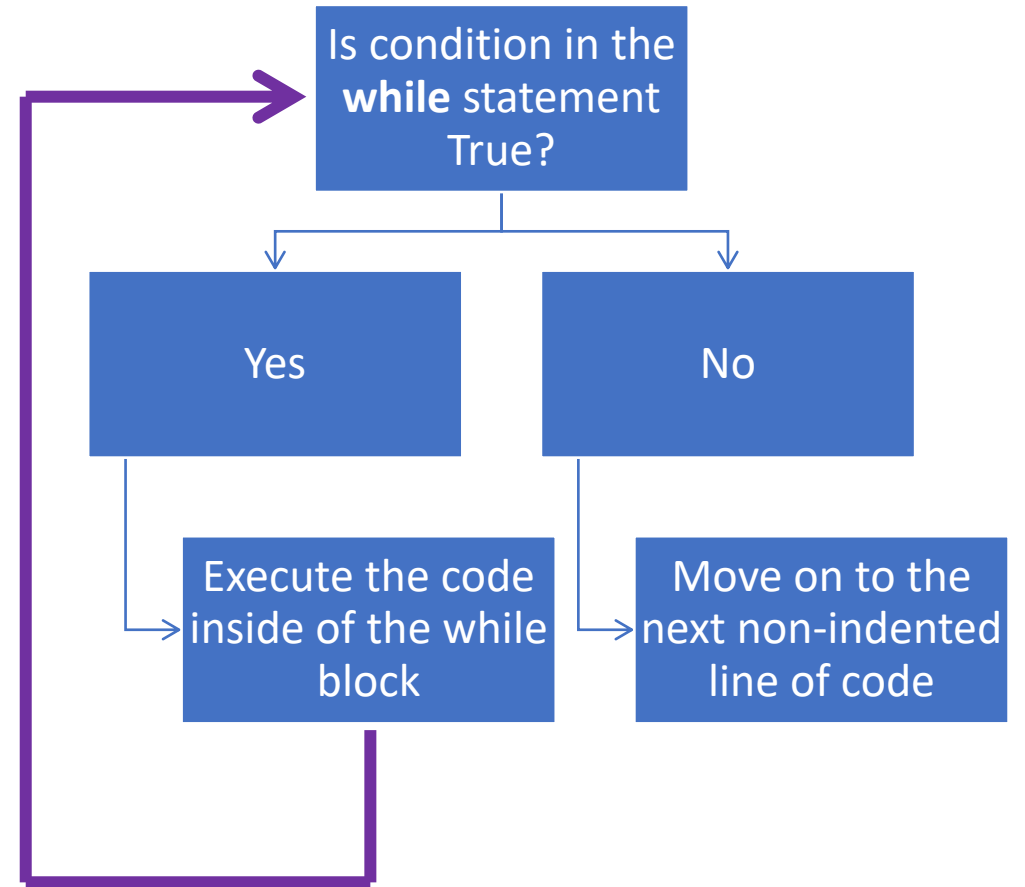 Is condition in the
while statement
True?
Yes
No
Execute the code
inside of the while
block
Move on to the
next non-indented
line of code